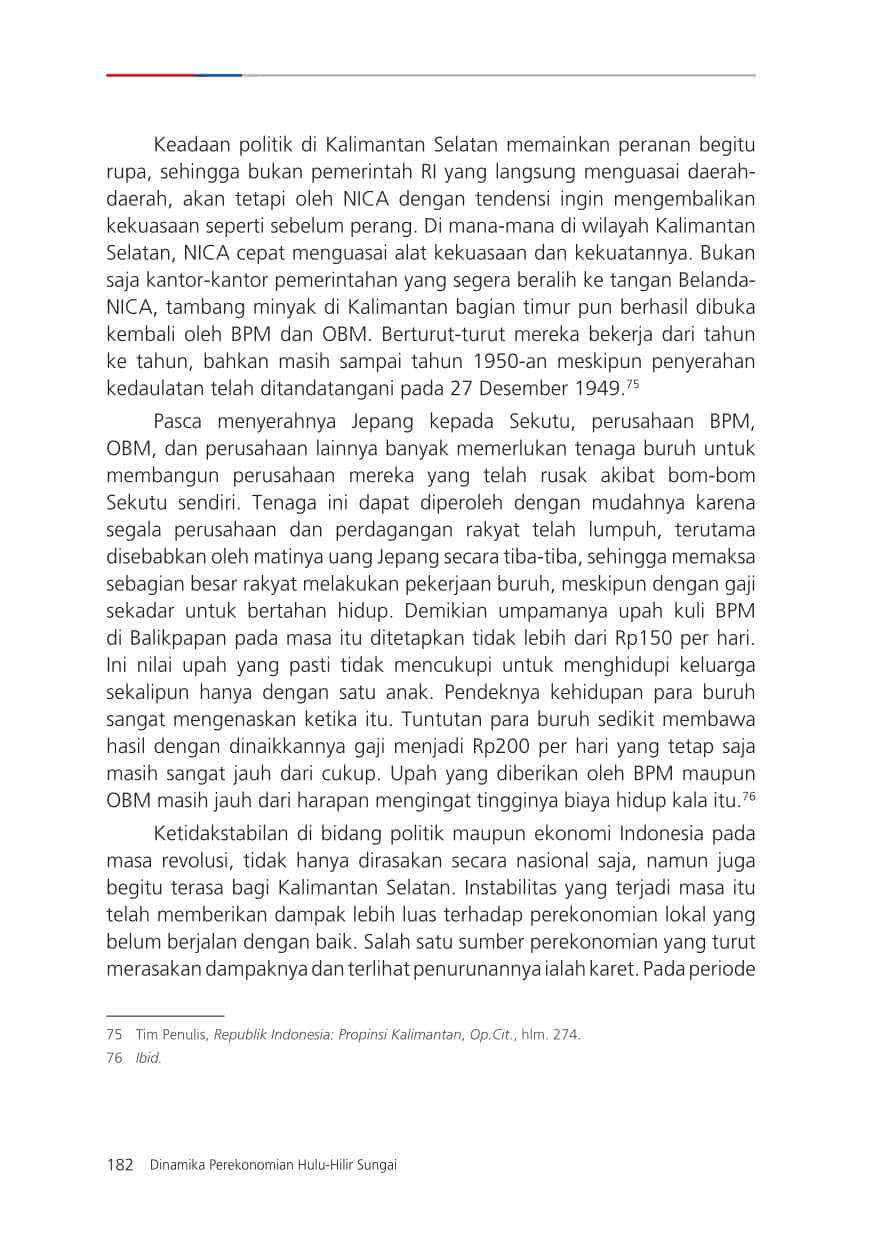 Keadaan politik di Kalimantan Selatan memainkan peranan begitu
rupa, sehingga bukan pemerintah RI yang langsung menguasai daerah-
daerah, akan tetapi oleh NICA dengan tendensi ingin mengembalikan
kekuasaan seperti sebelum perang. Di mana-mana di wilayah Kalimantan
Selatan, NICA cepat menguasai alat kekuasaan dan kekuatannya. Bukan
saja kantor-kantor pemerintahan yang segera beralih ke tangan Belanda-
NICA, tambang minyak di Kalimantan bagian timur pun berhasil dibuka
kembali oleh BPM dan OBM. Berturut-turut mereka bekerja dari tahun
ke tahun, bahkan masih sampai tahun 1950-an meskipun penyerahan
kedaulatan telah ditandatangani pada 27 Desember 1949.75
Pasca menyerahnya Jepang kepada Sekutu, perusahaan BPM,
OBM, dan perusahaan lainnya banyak memerlukan tenaga buruh untuk
membangun perusahaan mereka yang telah rusak akibat bom-bom
Sekutu sendiri. Tenaga ini dapat diperoleh dengan mudahnya karena
segala perusahaan dan perdagangan rakyat telah lumpuh, terutama
disebabkan oleh matinya uang Jepang secara tiba-tiba, sehingga memaksa
sebagian besar rakyat melakukan pekerjaan buruh, meskipun dengan gaji
sekadar untuk bertahan hidup. Demikian umpamanya upah kuli BPM
di Balikpapan pada masa itu ditetapkan tidak lebih dari Rp150 per hari.
Ini nilai upah yang pasti tidak mencukupi untuk menghidupi keluarga
sekalipun hanya dengan satu anak. Pendeknya kehidupan para buruh
sangat mengenaskan ketika itu. Tuntutan para buruh sedikit membawa
hasil dengan dinaikkannya gaji menjadi Rp200 per hari yang tetap saja
masih sangat jauh dari cukup. Upah yang diberikan oleh BPM maupun
OBM masih jauh dari harapan mengingat tingginya biaya hidup kala itu.76
Ketidakstabilan di bidang politik maupun ekonomi Indonesia pada
masa revolusi, tidak hanya dirasakan secara nasional saja, namun juga
begitu terasa bagi Kalimantan Selatan. Instabilitas yang terjadi masa itu
telah memberikan dampak lebih luas terhadap perekonomian lokal yang
belum berjalan dengan baik. Salah satu sumber perekonomian yang turut
merasakan dampaknya dan terlihat penurunannya ialah karet. Pada periode
75 Tim Penulis, Republik Indonesia: Propinsi Kalimantan, Op.Cit., hlm. 274.
76 Ibid.
182 Dinamika Perekonomian Hulu-Hilir Sungai